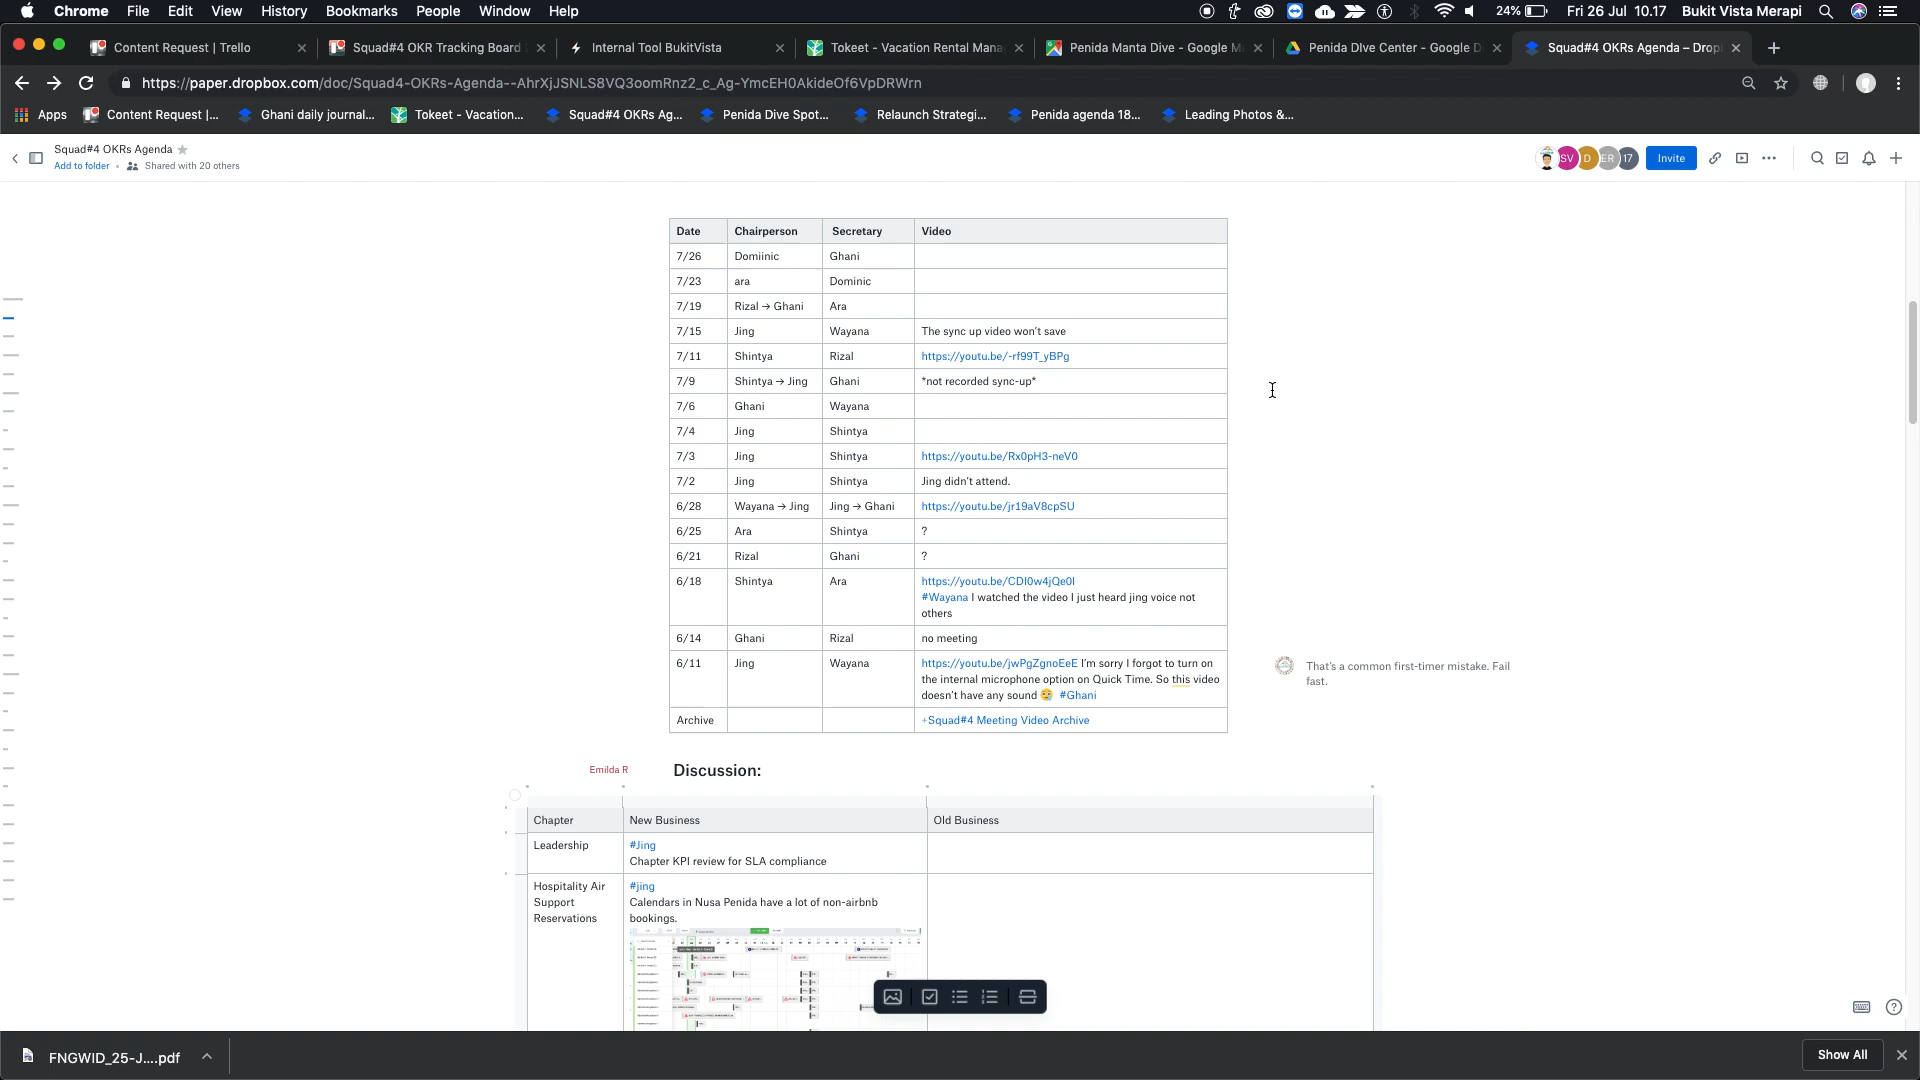 Chrome File Edit View History Bookmarks People Window Help 24% Fri 26 Jul 10.17 Bukit Vista Merapi
Content Request | Trello Squad#4 OKR Tracking Board Internal Tool BukitVista Tokeet - Vacation Rental Mana Penida Manta Dive - Google M Penida DIve Center - Google D Squad#4 OKRs Agenda – Drop
https://paper.dropbox.com/doc/Squad4-OKRs-Agenda--AhrXjJSNLS8VQ3oomRnz2_c_Ag-YmcEH0AkideOf6VpDRWrn
Apps Content Request |... Ghani daily journal... Tokeet - Vacation... Squad#4 OKRs Ag... Penida Dive Spot... Relaunch Strategi... Penida agenda 18... Leading Photos &...
Squad#4 OKRs Agenda
Add to folder • Shared with 20 others
SV D ER 17 Invite
Date Chairperson Secretary Video
7/26 Domiinic Ghani
7/23 ara Dominic
7/19 Rizal → Ghani Ara
7/15 Jing Wayana The sync up video won't save
7/11 Shintya Rizal https://youtu.be/-rf99T_yBPg
7/9 Shintya → Jing Ghani *not recorded sync-up*
7/6 Ghani Wayana
7/4 Jing Shintya
7/3 Jing Shintya https://youtu.be/Rx0pH3-neV0
7/2 Jing Shintya Jing didn't attend.
6/28 Wayana → Jing Jing → Ghani https://youtu.be/jr19aV8cpSU
6/25 Ara Shintya ?
6/21 Rizal Ghani ?
6/18 Shintya Ara https://youtu.be/CDI0w4jQe0I
#Wayana I watched the video I just heard jing voice not
others
6/14 Ghani Rizal no meeting
6/11 Jing Wayana https://youtu.be/jwPgZgnoEeE I'm sorry I forgot to turn on
the internal microphone option on Quick Time. So this video
doesn't have any sound 😢 #Ghani
That's a common first-timer mistake. Fail
fast.
Archive +Squad#4 Meeting Video Archive
Emilda R Discussion:
Chapter New Business Old Business
Leadership #Jing
Chapter KPI review for SLA compliance
Hospitality Air #jing
Support Calendars in Nusa Penida have a lot of non-airbnb
Reservations bookings.
FNGWID_25-J....pdf Show All